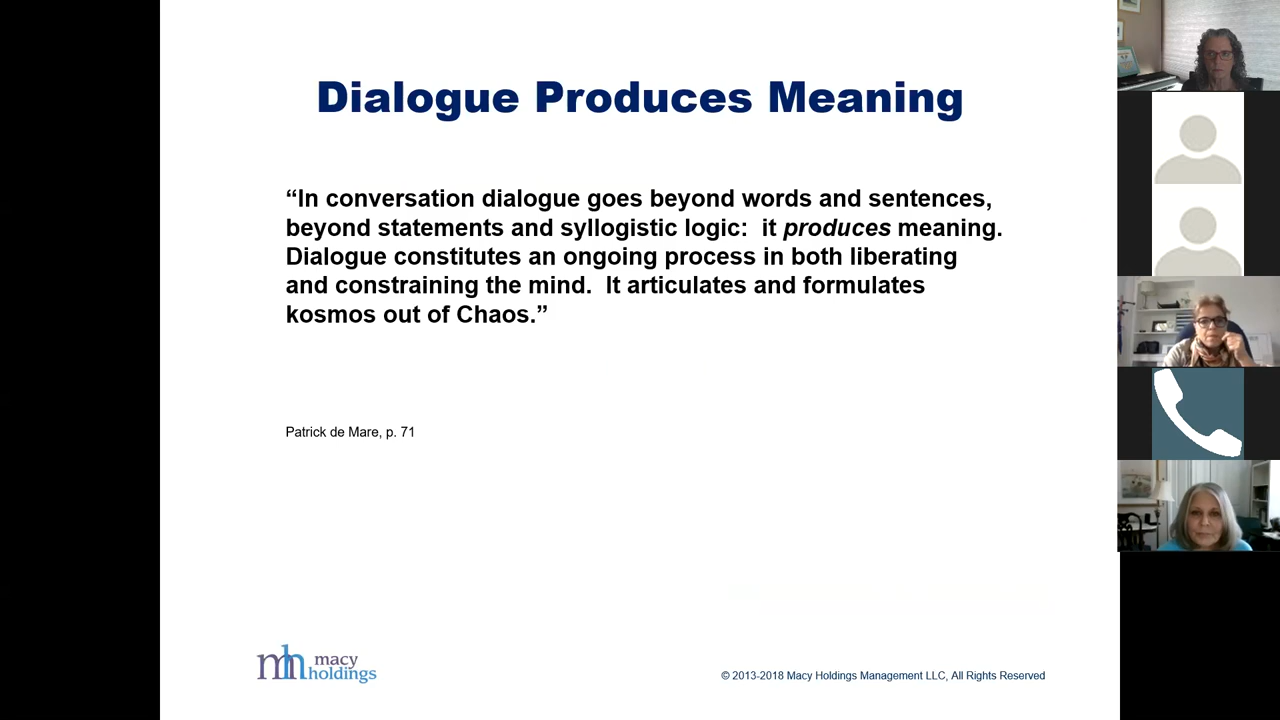 Dialogue Produces Meaning
“In conversation dialogue goes beyond words and sentences,
beyond statements and syllogistic logic:  it produces meaning.
Dialogue constitutes an ongoing process in both liberating
and constraining the mind.  It articulates and formulates
kosmos out of Chaos.”
Patrick de Mare, p. 71
mh macy
holdings
© 2013-2018 Macy Holdings Management LLC, All Rights Reserved